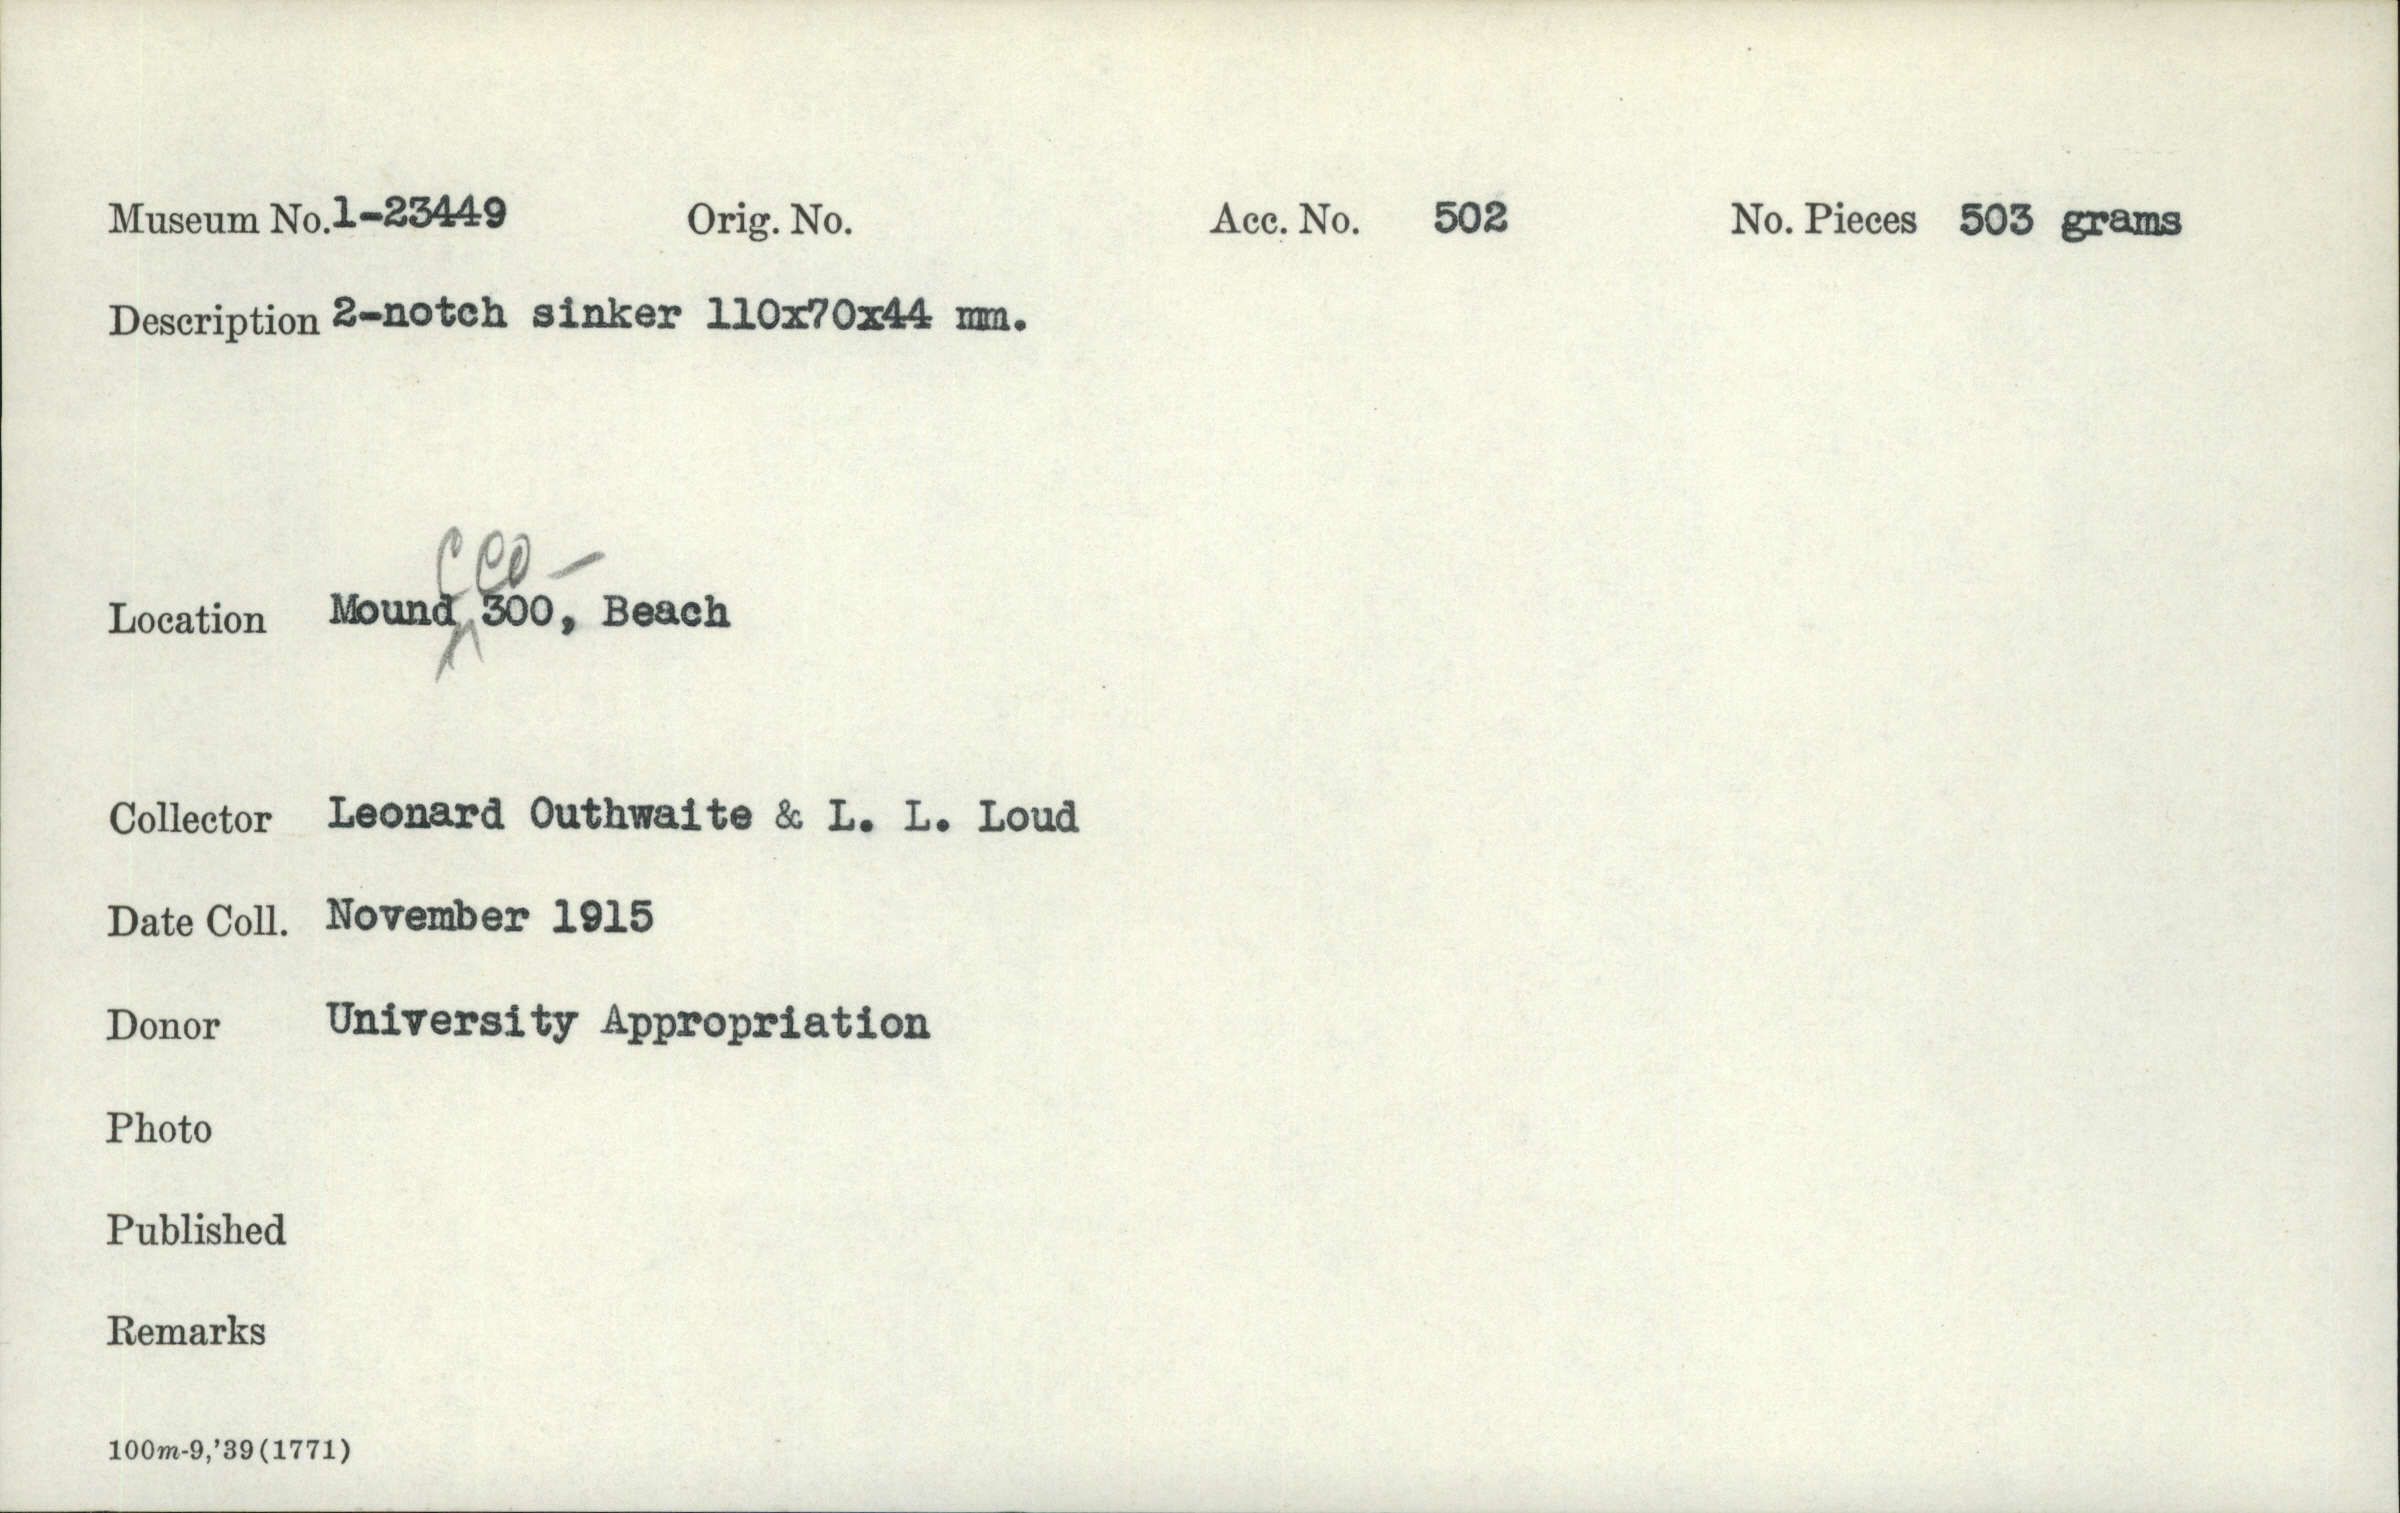 Museum No. 1-23449 Orig. No. Acc. No. 502 No. Pieces 503 grams
Description 2-notch sinker 110x70x44 mm.
CCO-
Location Mound 300, Beach
Collector Leonard Outhwaite & L. L. Loud
Date Coll. November 1915
Donor University Appropriation
Photo
Published
Remarks
100m-9,'39(1771)